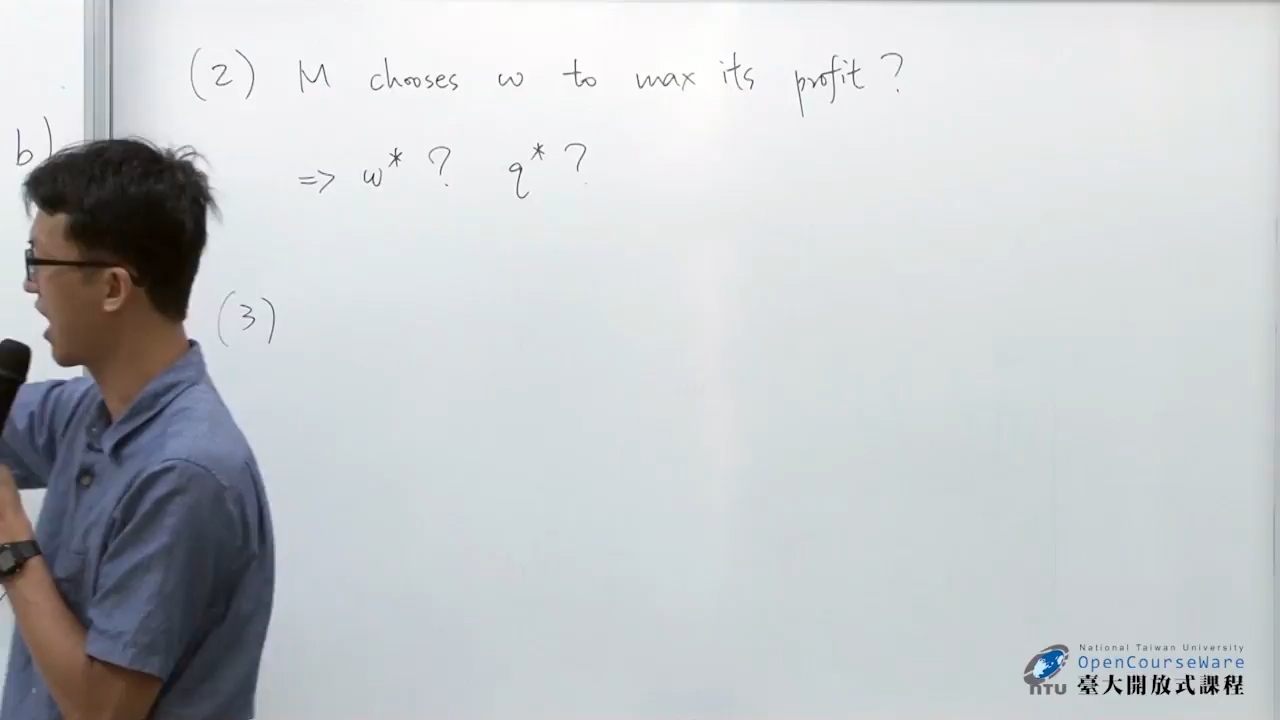 (2) M chooses w to max its profit?
b)
=> w* ? q* ?
(3)
National Taiwan University
OpenCourseWare
NTU 臺大開放式課程